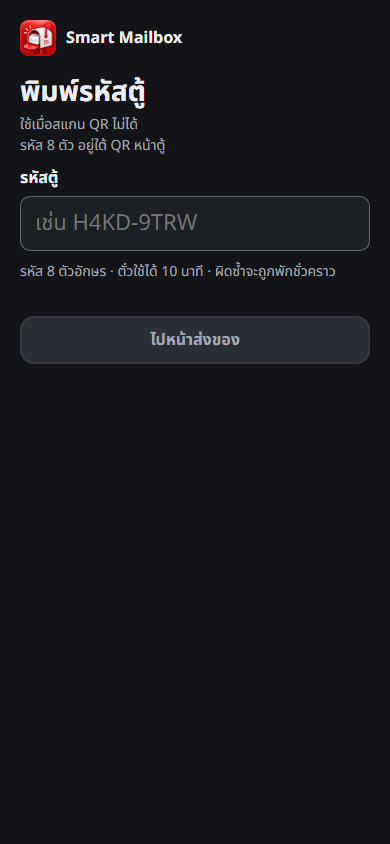 Smart Mailbox
พิมพ์รหัสตู้
ใช้เมื่อสแกน QR ไม่ได้
รหัส 8 ตัว อยู่ใต้ QR หน้าตู้
รหัสตู้
เช่น H4KD-9TRW
รหัส 8 ตัวอักษร · ตั๋วใช้ได้ 10 นาที · ผิดซ้ำจะถูกพักชั่วคราว
ไปหน้าส่งของ